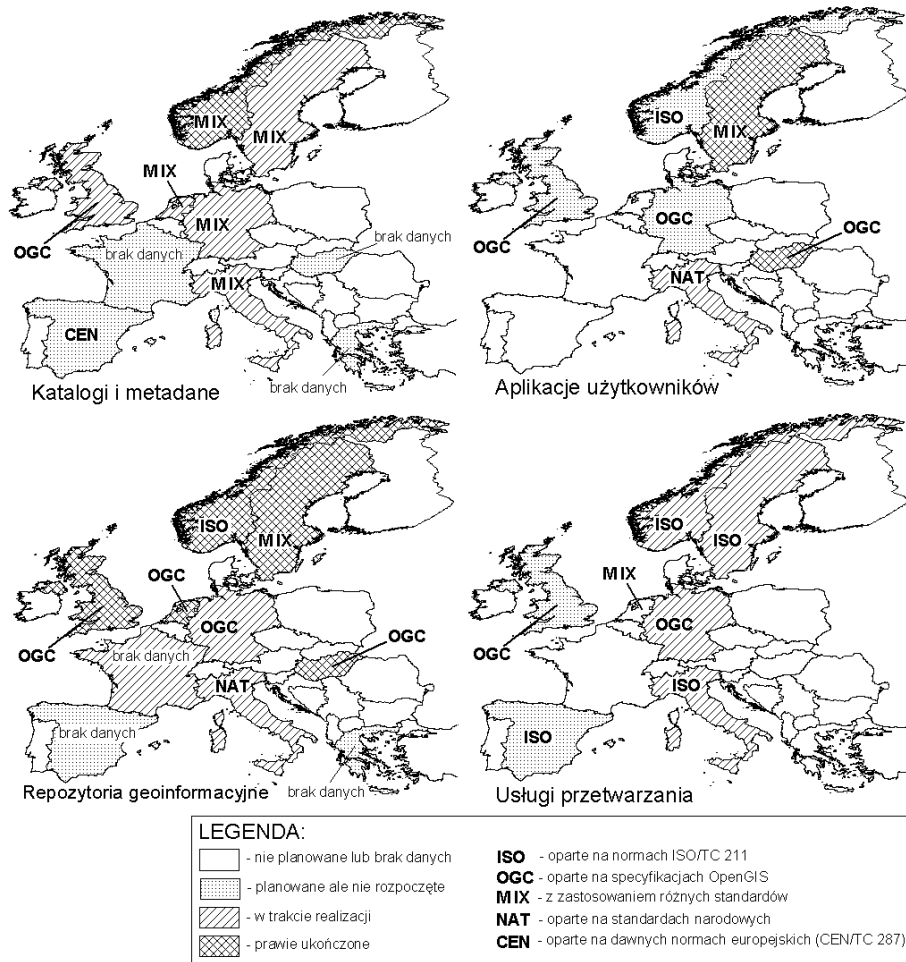 MIX
MIX
MIX
MIX
OGC
brak danych
brak danych
MIX
CEN
brak danych
Katalogi i metadane
ISO
MIX
OGC
OGC
OGC
NAT
Aplikacje użytkowników
ISO
MIX
OGC
OGC
OGC
brak danych
OGC
NAT
brak danych
brak danych
Repozytoria geoinformacyjne
ISO
ISO
MIX
OGC
OGC
ISO
ISO
Usługi przetwarzania
LEGENDA:
- nie planowane lub brak danych
- planowane ale nie rozpoczęte
- w trakcie realizacji
- prawie ukończone
ISO - oparte na normach ISO/TC 211
OGC - oparte na specyfikacjach OpenGIS
MIX - z zastosowaniem różnych standardów
NAT - oparte na standardach narodowych
CEN - oparte na dawnych normach europejskich (CEN/TC 287)